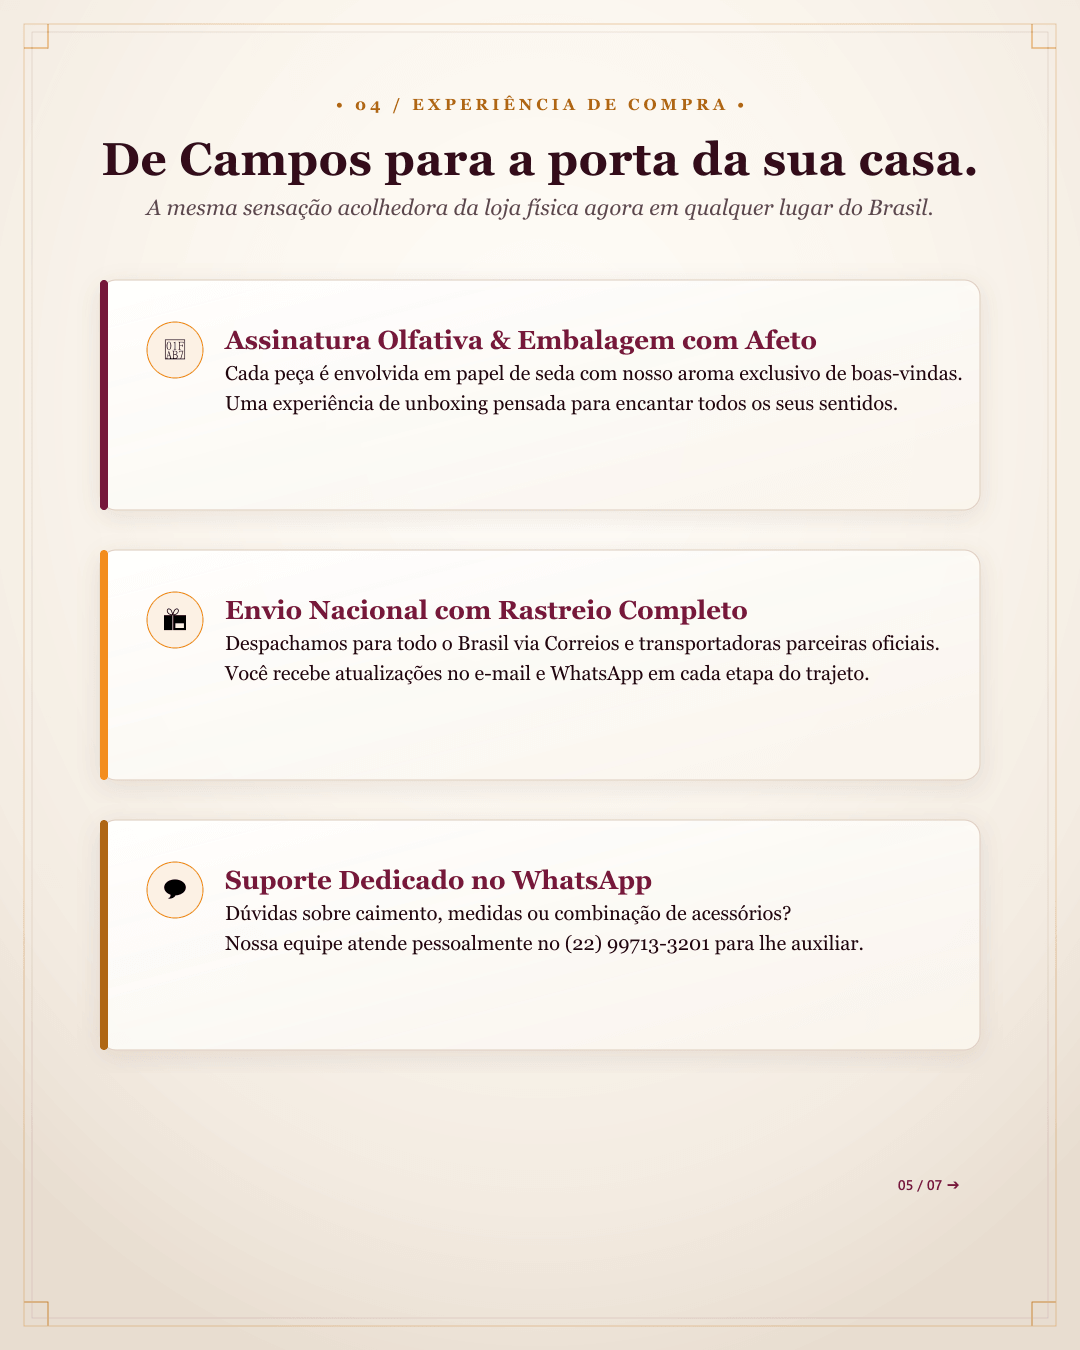 • 04 / EXPERIÊNCIA DE COMPRA •
De Campos para a porta da sua casa.
A mesma sensação acolhedora da loja física agora em qualquer lugar do Brasil.
01F
AB7
Assinatura Olfativa & Embalagem com Afeto
Cada peça é envolvida em papel de seda com nosso aroma exclusivo de boas-vindas.
Uma experiência de unboxing pensada para encantar todos os seus sentidos.
Envio Nacional com Rastreio Completo
Despachamos para todo o Brasil via Correios e transportadoras parceiras oficiais.
Você recebe atualizações no e-mail e WhatsApp em cada etapa do trajeto.
Suporte Dedicado no WhatsApp
Dúvidas sobre caimento, medidas ou combinação de acessórios?
Nossa equipe atende pessoalmente no (22) 99713-3201 para lhe auxiliar.
05 / 07 ➔